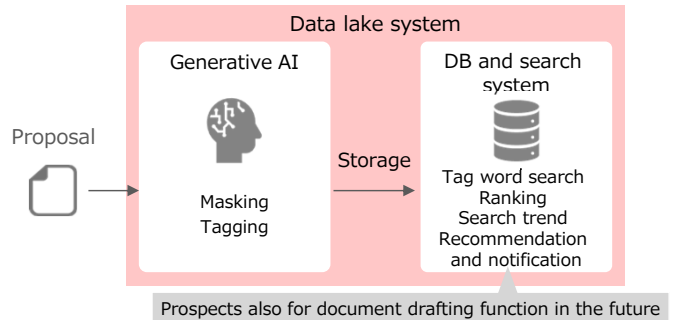 Data lake system
Generative AI
DB and search
system
Proposal
Storage
Masking
Tagging
Tag word search
Ranking
Search trend
Recommendation
and notification
Prospects also for document drafting function in the future